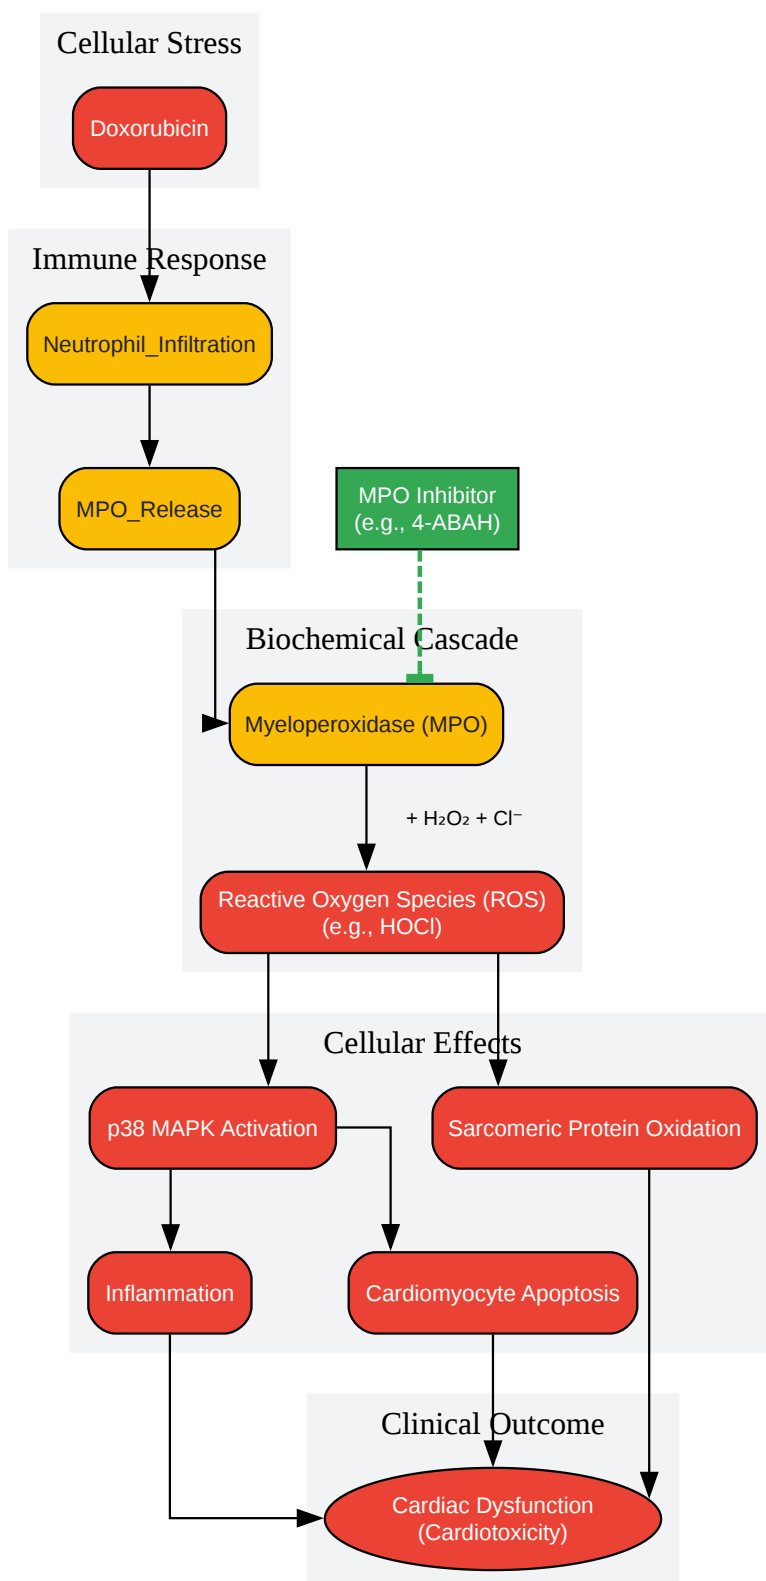 Cellular Stress
Doxorubicin
Immune Response
Neutrophil_Infiltration
MPO_Release
MPO Inhibitor
(e.g., 4-ABAH)
Biochemical Cascade
Myeloperoxidase (MPO)
+ H₂O₂ + Cl⁻
Reactive Oxygen Species (ROS)
(e.g., HOCl)
Cellular Effects
p38 MAPK Activation
Sarcomeric Protein Oxidation
Inflammation
Cardiomyocyte Apoptosis
Clinical Outcome
Cardiac Dysfunction
(Cardiotoxicity)